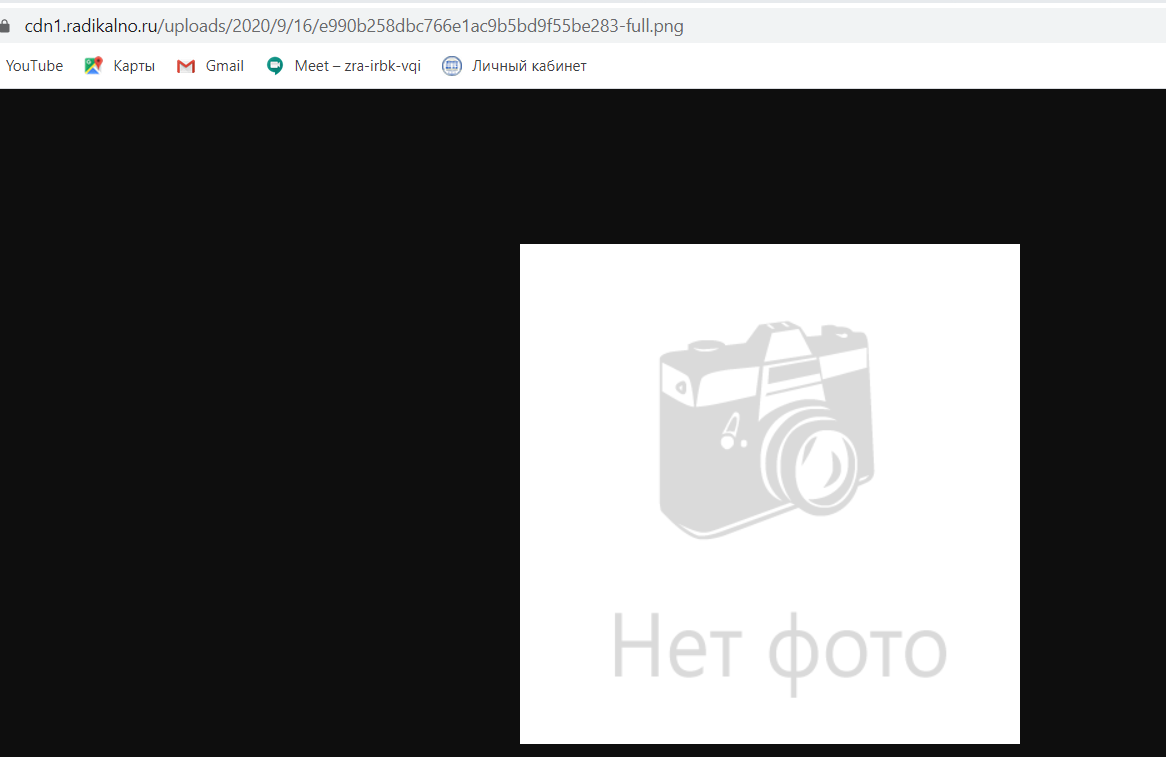 cdn1.radikalno.ru/uploads/2020/9/16/e990b258dbc766e1ac9b5bd9f55be283-full.png
YouTube Карты Gmail Meet – zra-irbk-vqi Личный кабинет
Нет фото